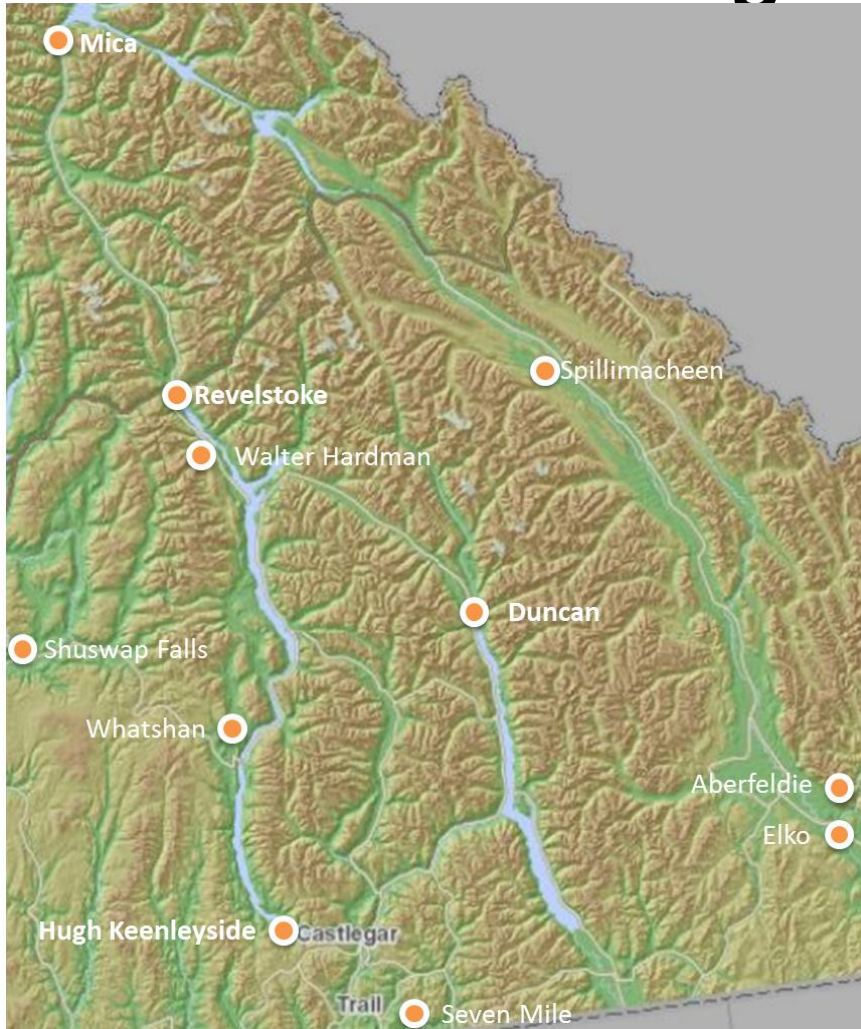 Mica
Spillimacheen
Revelstoke
Walter Hardman
Duncan
Shuswap Falls
Whatshan
Aberfeldie
Elko
Hugh Keenleyside
Castlegar
Trail
Seven Mile